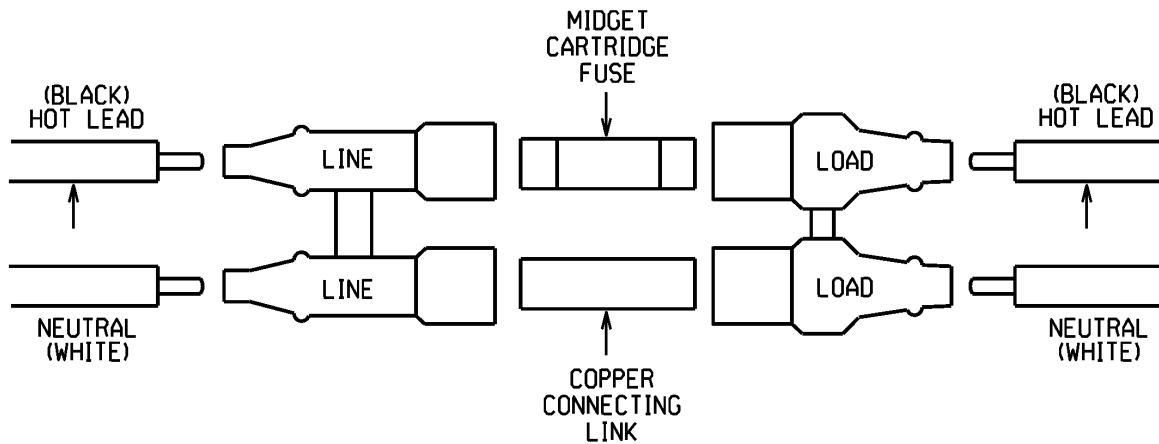 MIDGET
CARTRIDGE
FUSE
(BLACK)
HOT LEAD
(BLACK)
HOT LEAD
LINE
LOAD
LINE
LOAD
NEUTRAL
(WHITE)
NEUTRAL
(WHITE)
COPPER
CONNECTING
LINK